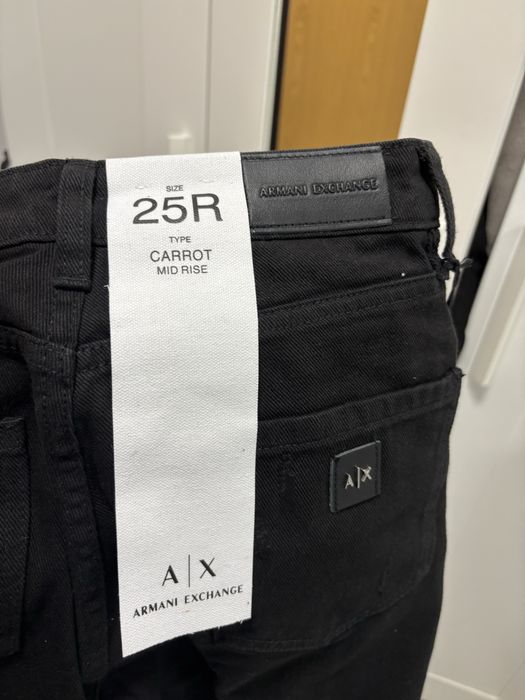 SIZE
25R
TYPE
CARROT
MID RISE
ARMANI EXCHANGE
A|X
A|X
ARMANI EXCHANGE